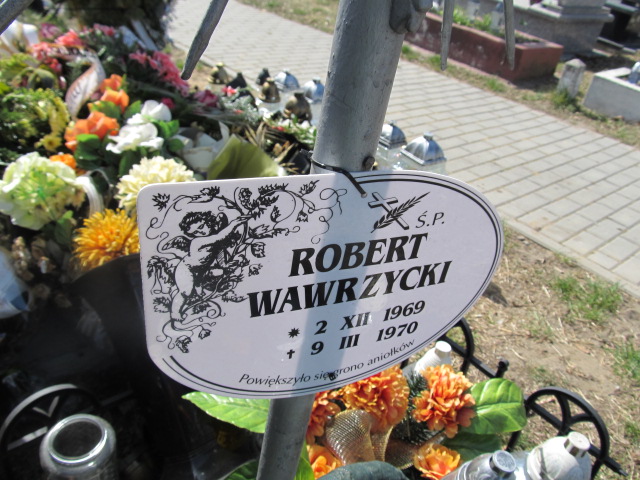 Ś.P.
ROBERT
WAWRZYCKI
* 2 XII 1969
✝ 9 III 1970
Powiększyło się grono aniołków